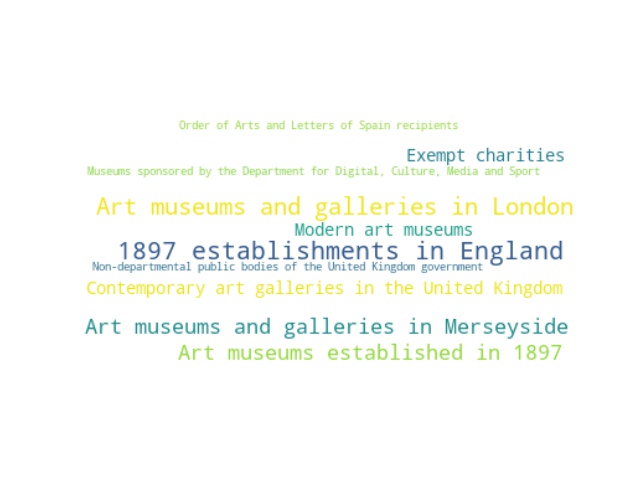 Order of Arts and Letters of Spain recipients
Exempt charities
Museums sponsored by the Department for Digital, Culture, Media and Sport
Art museums and galleries in London
Modern art museums
1897 establishments in England
Non-departmental public bodies of the United Kingdom government
Contemporary art galleries in the United Kingdom
Art museums and galleries in Merseyside
Art museums established in 1897